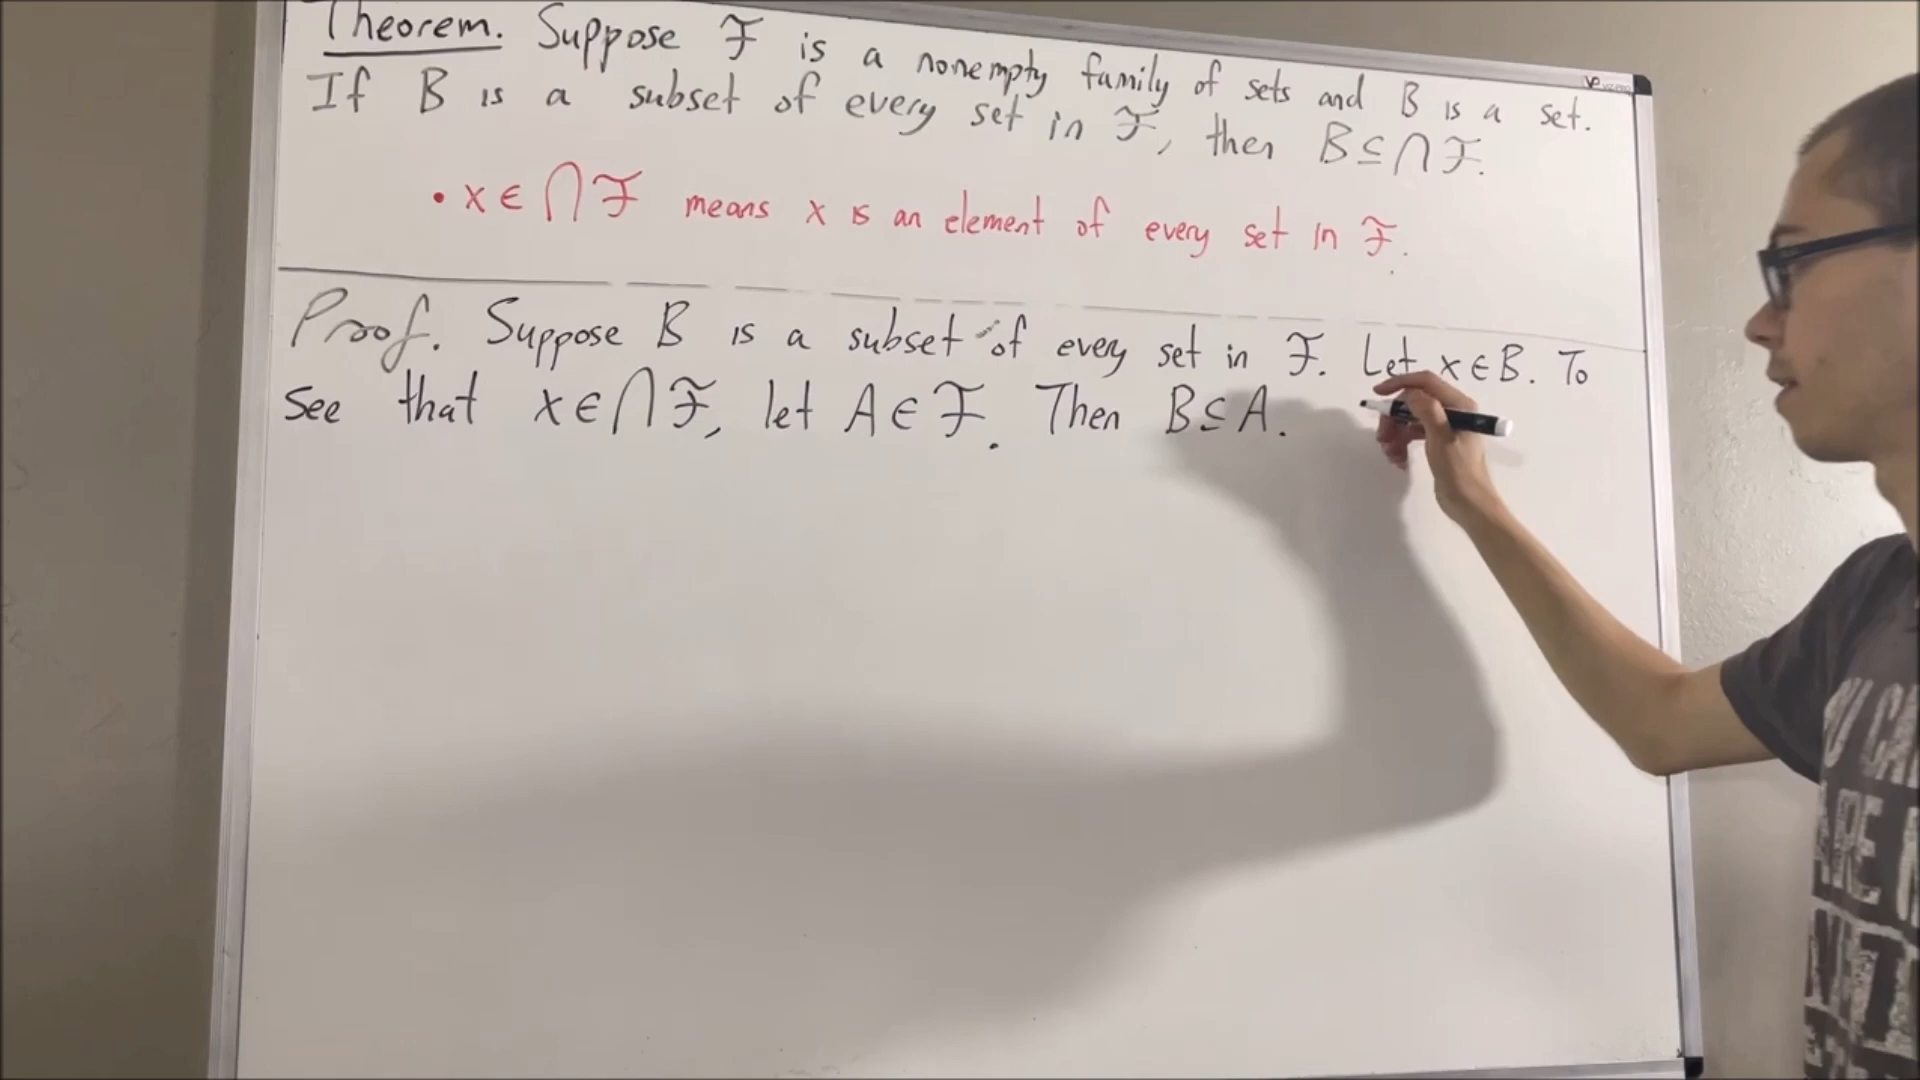 Theorem. Suppose ℱ is a nonempty family of sets and B is a set.
If B is a subset of every set in ℱ, then B⊆⋂ℱ.
• x∈⋂ℱ means x is an element of every set in ℱ.
Proof. Suppose B is a subset of every set in ℱ. Let x∈B. To
see that x∈⋂ℱ, let A∈ℱ. Then B⊆A.